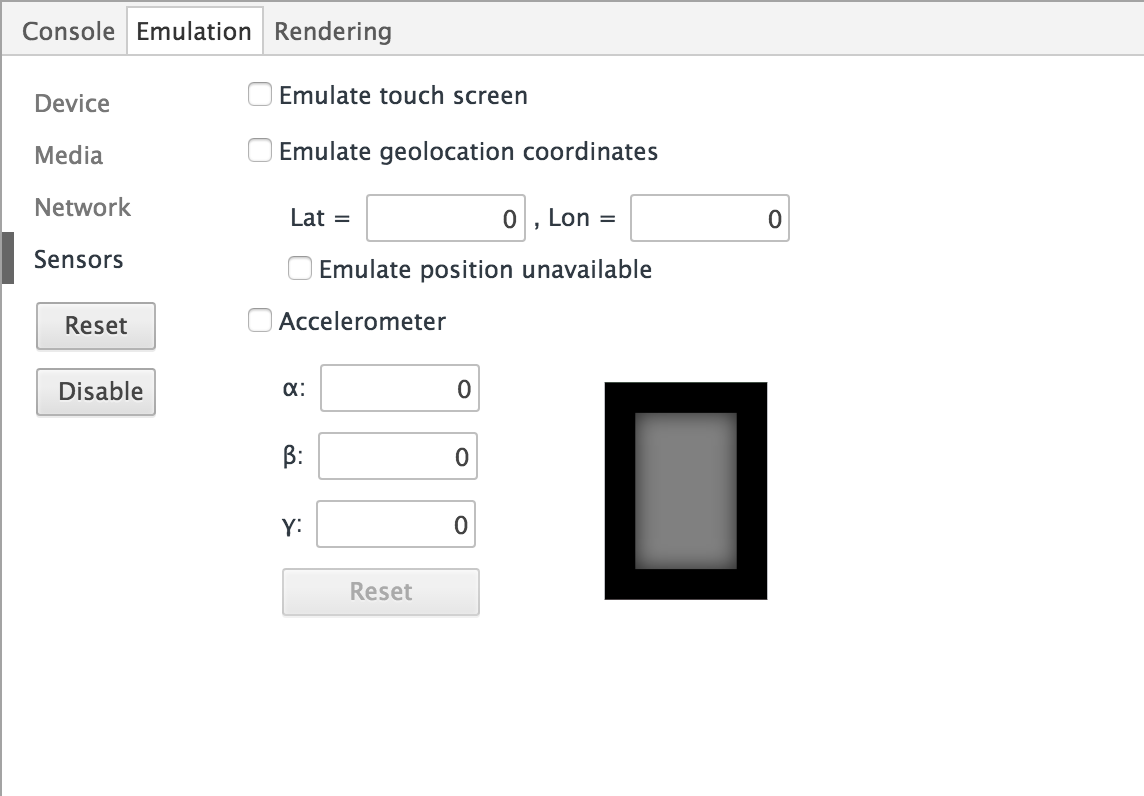 Console Emulation Rendering
Device
Media
Network
Sensors
Reset
Disable
Emulate touch screen
Emulate geolocation coordinates
Lat = 0 , Lon = 0
Emulate position unavailable
Accelerometer
α: 0
β: 0
γ: 0
Reset